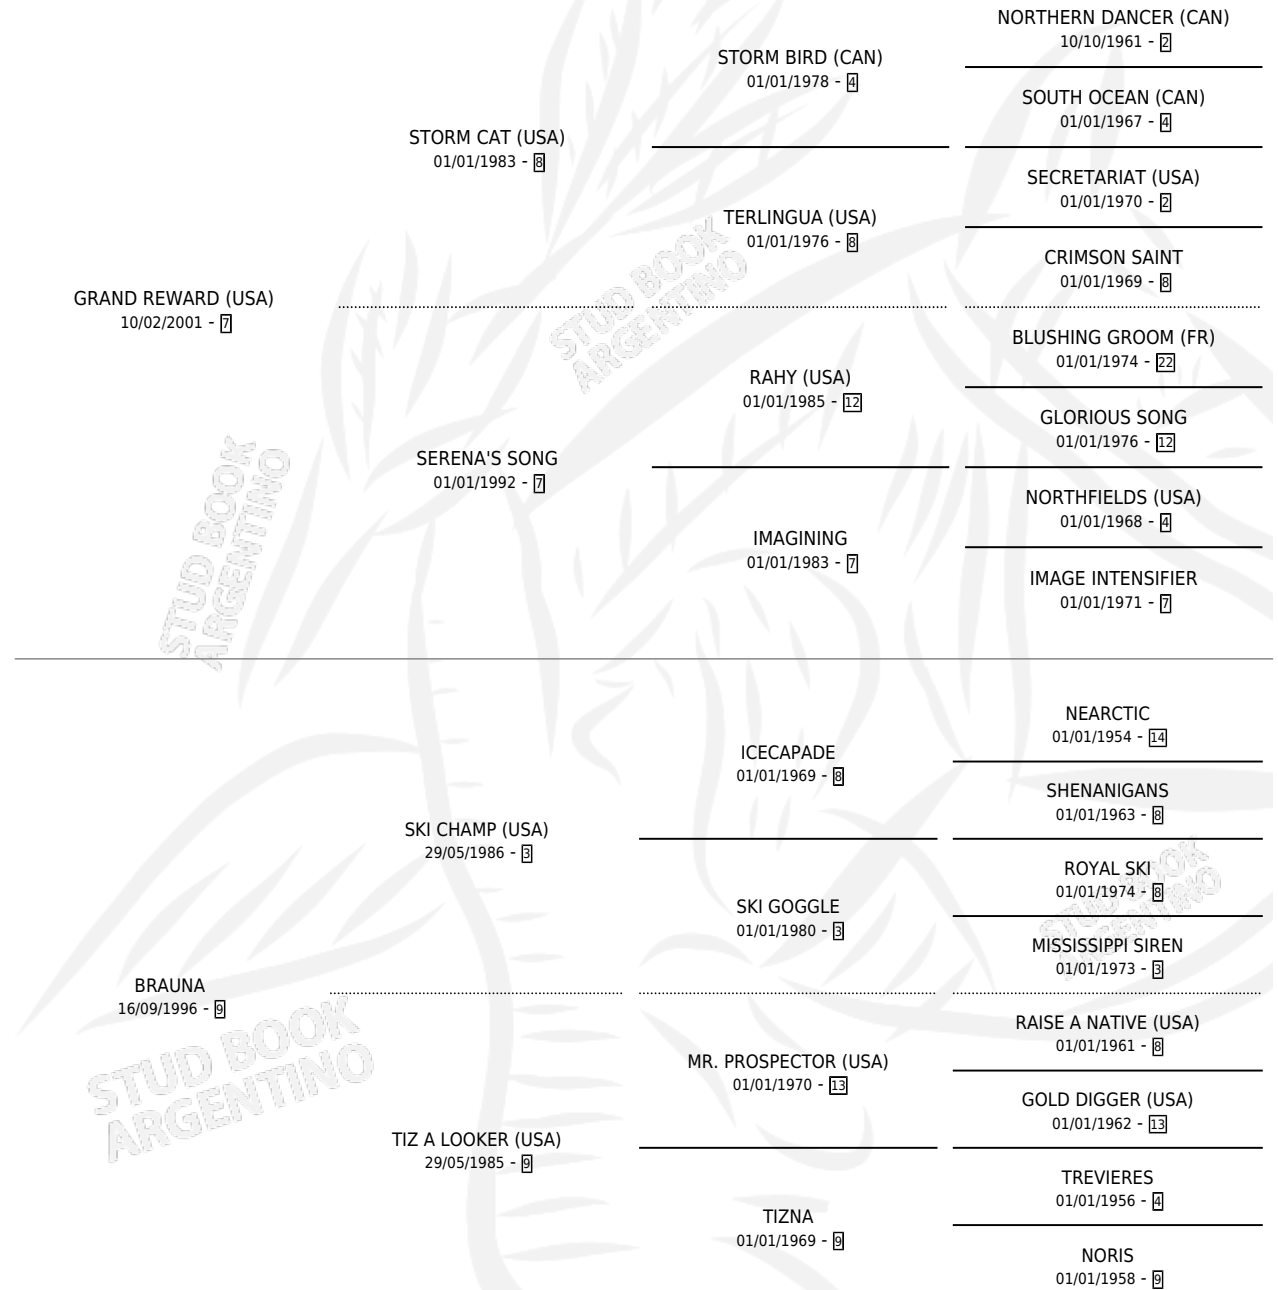 NORTHERN DANCER (CAN)
10/10/1961 - 2
STORM BIRD (CAN)
01/01/1978 - 4
SOUTH OCEAN (CAN)
01/01/1967 - 4
STORM CAT (USA)
01/01/1983 - 8
SECRETARIAT (USA)
01/01/1970 - 2
TERLINGUA (USA)
01/01/1976 - 8
CRIMSON SAINT
01/01/1969 - 8
GRAND REWARD (USA)
10/02/2001 - 7
STUD BOOK
ARGENTINO
BLUSHING GROOM (FR)
01/01/1974 - 22
RAHY (USA)
01/01/1985 - 12
GLORIOUS SONG
01/01/1976 - 12
SERENA'S SONG
01/01/1992 - 7
NORTHFIELDS (USA)
01/01/1968 - 4
IMAGINING
01/01/1983 - 7
IMAGE INTENSIFIER
01/01/1971 - 7
STUD BOOK
ARGENTINO
NEARCTIC
01/01/1954 - 14
ICECAPADE
01/01/1969 - 8
SHENANIGANS
01/01/1963 - 8
SKI CHAMP (USA)
29/05/1986 - 3
ROYAL SKI
01/01/1974 - 8
SKI GOGGLE
01/01/1980 - 3
MISSISSIPPI SIREN
01/01/1973 - 3
STUD BOOK
ARGENTINO
BRAUNA
16/09/1996 - 9
RAISE A NATIVE (USA)
01/01/1961 - 8
MR. PROSPECTOR (USA)
01/01/1970 - 13
GOLD DIGGER (USA)
01/01/1962 - 13
STUD BOOK
ARGENTINO
TIZ A LOOKER (USA)
29/05/1985 - 9
TREVIERES
01/01/1956 - 4
TIZNA
01/01/1969 - 9
NORIS
01/01/1958 - 9